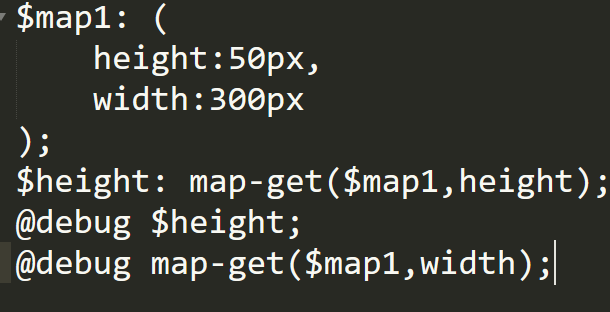 $map1: (
    height:50px,
    width:300px
);
$height: map-get($map1,height);
@debug $height;
@debug map-get($map1,width);